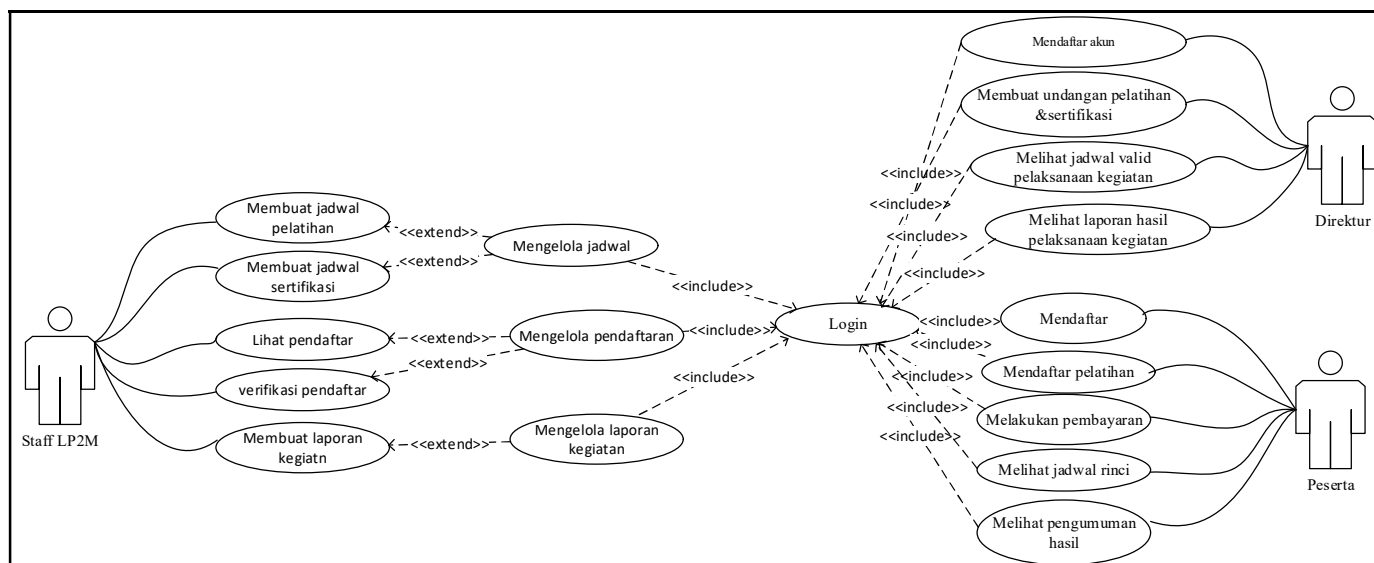 Mendaftar akun
Membuat undangan pelatihan
&sertifikasi
Melihat jadwal valid
pelaksanaan kegiatan
Melihat laporan hasil
pelaksanaan kegiatan
Direktur
<<include>>
<<include>>
<<include>>
<<include>>
Membuat jadwal
pelatihan
Membuat jadwal
sertifikasi
Lihat pendaftar
verifikasi pendaftar
Membuat laporan
kegiatn
Staff LP2M
<<extend>>
<<extend>>
<<extend>>
<<extend>>
<<extend>>
Mengelola jadwal
Mengelola pendaftaran
Mengelola laporan
kegiatan
<<include>>
<<include>>
<<include>>
Login
<<include>>
<<include>>
<<include>>
<<include>>
<<include>>
Mendaftar
Mendaftar pelatihan
Melakukan pembayaran
Melihat jadwal rinci
Melihat pengumuman
hasil
Peserta